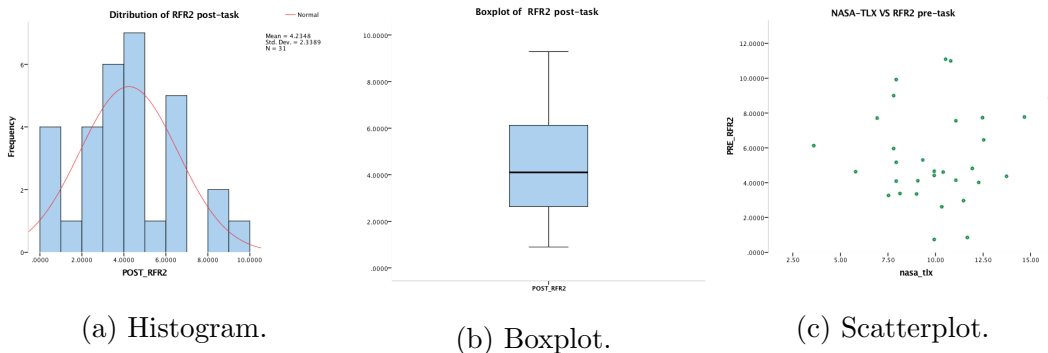 Ditribution of RFR2 post-task
Normal
Mean = 4.2348
Std. Dev. = 2.3389
N = 31
Frequency
6
4
2
0
.0000
2.0000
4.0000
6.0000
8.0000
10.0000
POST_RFR2
(a) Histogram.
Boxplot of RFR2 post-task
10.0000
8.0000
6.0000
4.0000
2.0000
.0000
POST_RFR2
(b) Boxplot.
NASA-TLX VS RFR2 pre-task
PRE_RFR2
12.0000
10.0000
8.0000
6.0000
4.0000
2.0000
.0000
2.50
5.00
7.50
10.00
12.50
15.00
nasa_tlx
(c) Scatterplot.